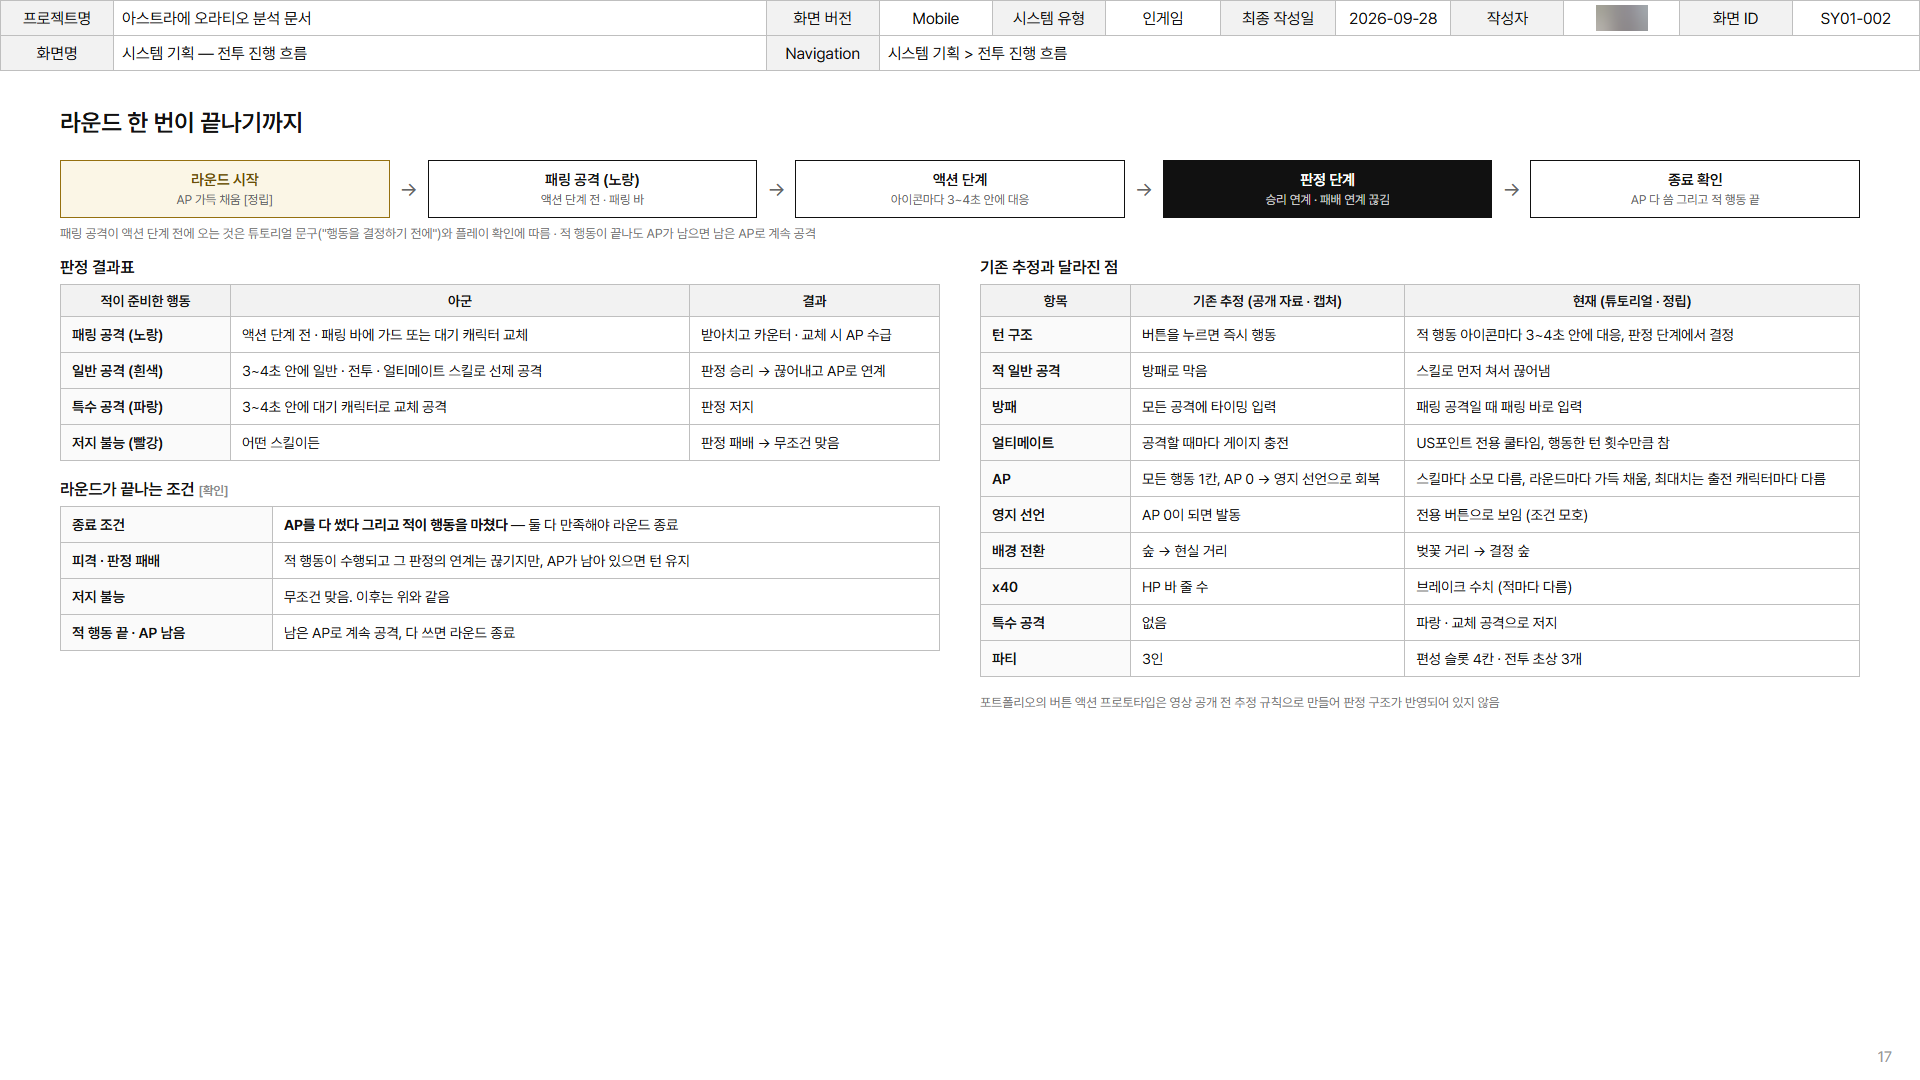 프로젝트명 아스트라에 오라티오 분석 문서 화면 버전 Mobile 시스템 유형 인게임 최종 작성일 2026-09-28 작성자 화면 ID SY01-002
화면명 시스템 기획 — 전투 진행 흐름 Navigation 시스템 기획 > 전투 진행 흐름
라운드 한 번이 끝나기까지
라운드 시작
AP 가득 채움 [정립]
→
패링 공격 (노랑)
액션 단계 전 · 패링 바
→
액션 단계
아이콘마다 3~4초 안에 대응
→
판정 단계
승리 연계 · 패배 연계 끊김
→
종료 확인
AP 다 씀 그리고 적 행동 끝
패링 공격이 액션 단계 전에 오는 것은 튜토리얼 문구("행동을 결정하기 전에")와 플레이 확인에 따름 · 적 행동이 끝나도 AP가 남으면 남은 AP로 계속 공격
판정 결과표
적이 준비한 행동 아군 결과
패링 공격 (노랑) 액션 단계 전 · 패링 바에 가드 또는 대기 캐릭터 교체 받아치고 카운터 · 교체 시 AP 수급
일반 공격 (흰색) 3~4초 안에 일반 · 전투 · 얼티메이트 스킬로 선제 공격 판정 승리 → 끊어내고 AP로 연계
특수 공격 (파랑) 3~4초 안에 대기 캐릭터로 교체 공격 판정 저지
저지 불능 (빨강) 어떤 스킬이든 판정 패배 → 무조건 맞음
라운드가 끝나는 조건 [확인]
종료 조건 AP를 다 썼다 그리고 적이 행동을 마쳤다 — 둘 다 만족해야 라운드 종료
피격 · 판정 패배 적 행동이 수행되고 그 판정의 연계는 끊기지만, AP가 남아 있으면 턴 유지
저지 불능 무조건 맞음. 이후는 위와 같음
적 행동 끝 · AP 남음 남은 AP로 계속 공격, 다 쓰면 라운드 종료
기존 추정과 달라진 점
항목 기존 추정 (공개 자료 · 캡처) 현재 (튜토리얼 · 정립)
턴 구조 버튼을 누르면 즉시 행동 적 행동 아이콘마다 3~4초 안에 대응, 판정 단계에서 결정
적 일반 공격 방패로 막음 스킬로 먼저 쳐서 끊어냄
방패 모든 공격에 타이밍 입력 패링 공격일 때 패링 바로 입력
얼티메이트 공격할 때마다 게이지 충전 US포인트 전용 쿨타임, 행동한 턴 횟수만큼 참
AP 모든 행동 1칸, AP 0 → 영지 선언으로 회복 스킬마다 소모 다름, 라운드마다 가득 채움, 최대치는 출전 캐릭터마다 다름
영지 선언 AP 0이 되면 발동 전용 버튼으로 보임 (조건 모호)
배경 전환 숲 → 현실 거리 벚꽃 거리 → 결정 숲
x40 HP 바 줄 수 브레이크 수치 (적마다 다름)
특수 공격 없음 파랑 · 교체 공격으로 저지
파티 3인 편성 슬롯 4칸 · 전투 초상 3개
포트폴리오의 버튼 액션 프로토타입은 영상 공개 전 추정 규칙으로 만들어 판정 구조가 반영되어 있지 않음
17